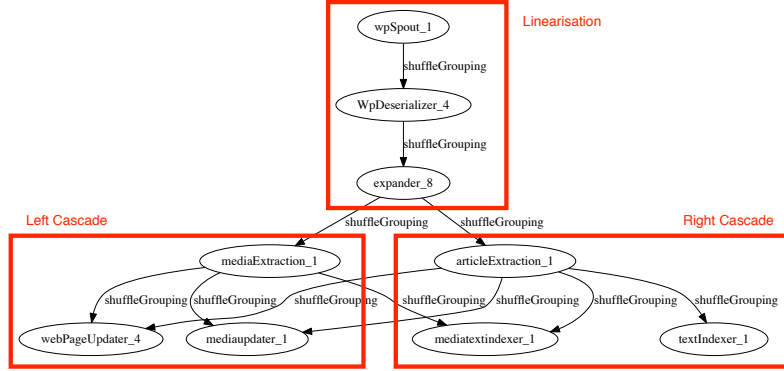 wpSpout_1
Linearisation
shuffleGrouping
WpDeserializer_4
shuffleGrouping
expander_8
Left Cascade
shuffleGrouping
shuffleGrouping
Right Cascade
mediaExtraction_1
articleExtraction_1
shuffleGrouping
shuffleGrouping
shuffleGrouping
shuffleGrouping
shuffleGrouping
shuffleGrouping
shuffleGrouping
webPageUpdater_4
mediaupdater_1
mediatextindexer_1
textIndexer_1